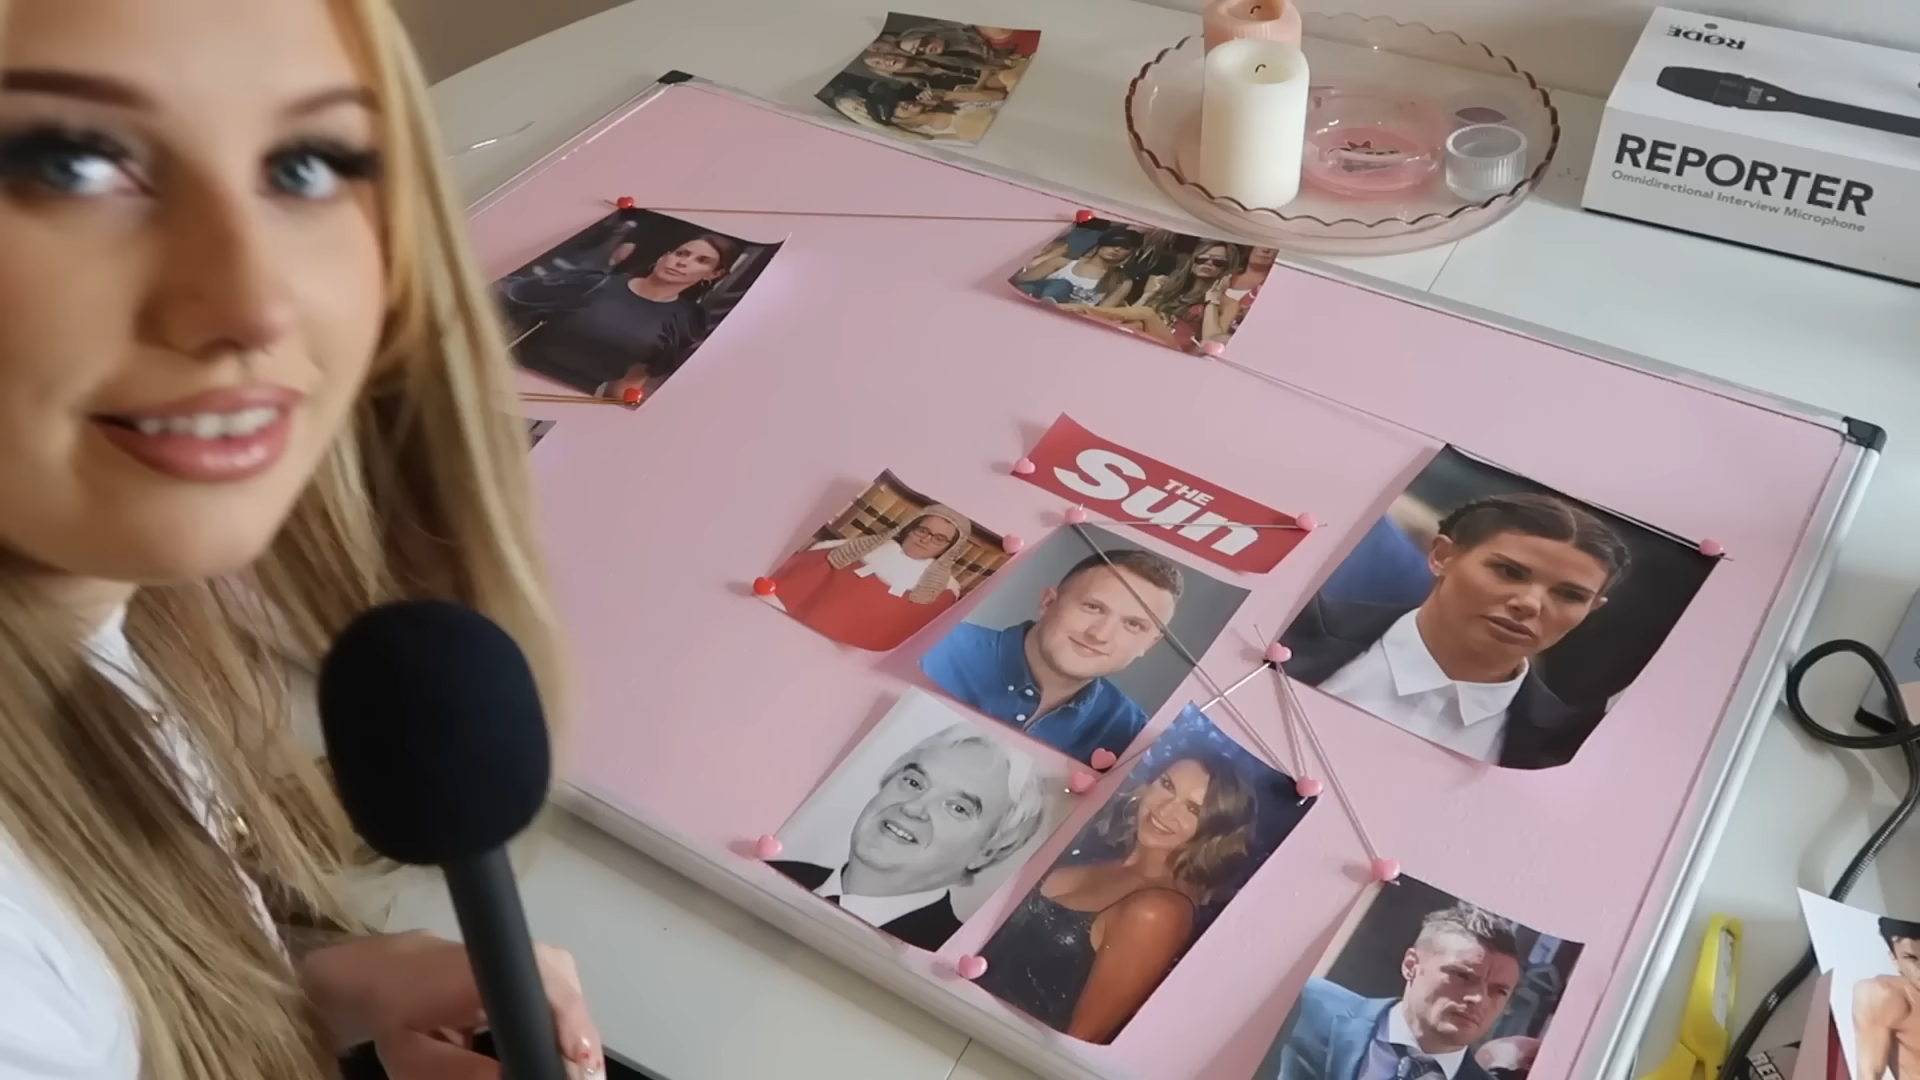 RØDE
REPORTER
Omnidirectional Interview Microphone
THE
Sun